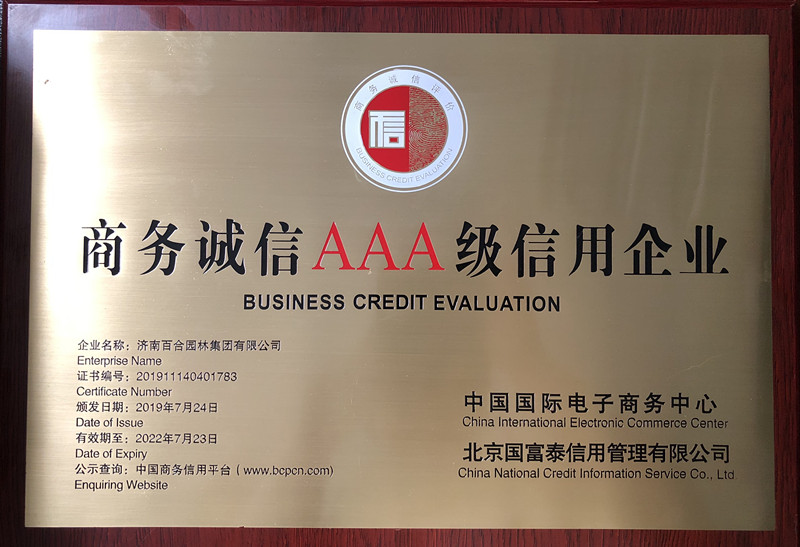 商务诚信评价
信
BUSINESS CREDIT EVALUATION
商务诚信AAA级信用企业
BUSINESS CREDIT EVALUATION
企业名称：济南百合园林集团有限公司
Enterprise Name
证书编号：201911140401783
Certificate Number
颁发日期：2019年7月24日
Date of Issue
有效期至：2022年7月23日
Date of Expiry
公示查询：中国商务信用平台（www.bcpcn.com)
Enquiring Website
中国国际电子商务中心
China International Electronic Commerce Center
北京国富泰信用管理有限公司
China National Credit Information Service Co., Ltd.